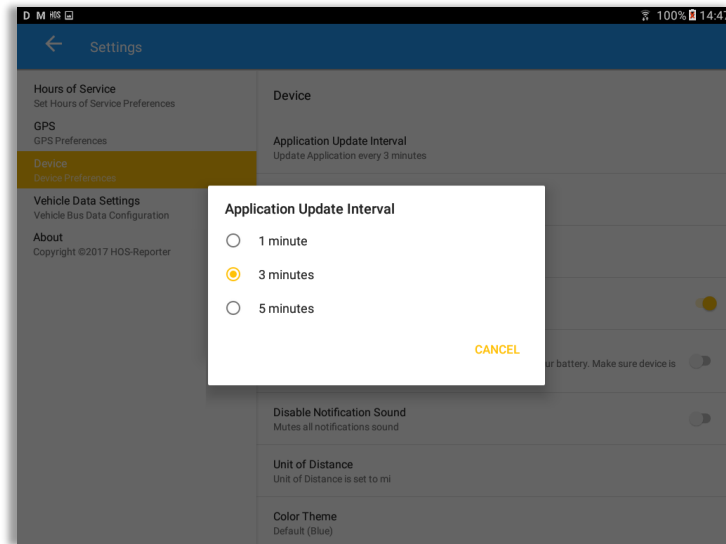 D M HOS 100% 14:47
Settings
Hours of Service
Set Hours of Service Preferences
GPS
GPS Preferences
Device
Device Preferences
Vehicle Data Settings
Vehicle Bus Data Configuration
About
Copyright ©2017 HOS-Reporter
Device
Application Update Interval
Update Application every 3 minutes
Application Update Interval
1 minute
3 minutes
5 minutes
CANCEL
ur battery. Make sure device is
Disable Notification Sound
Mutes all notifications sound
Unit of Distance
Unit of Distance is set to mi
Color Theme
Default (Blue)